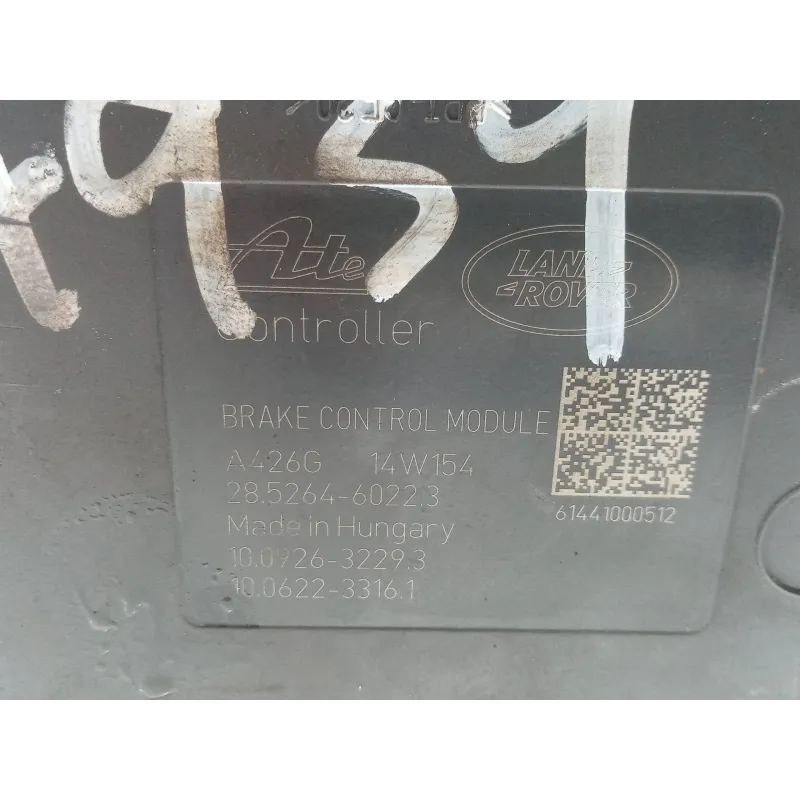 Ate
LAND ROVER
Controller
BRAKE CONTROL MODULE
A426G 14W154
28.5264-6022.3
61441000512
Made in Hungary
10.0926-3229.3
10.0622-3316.1